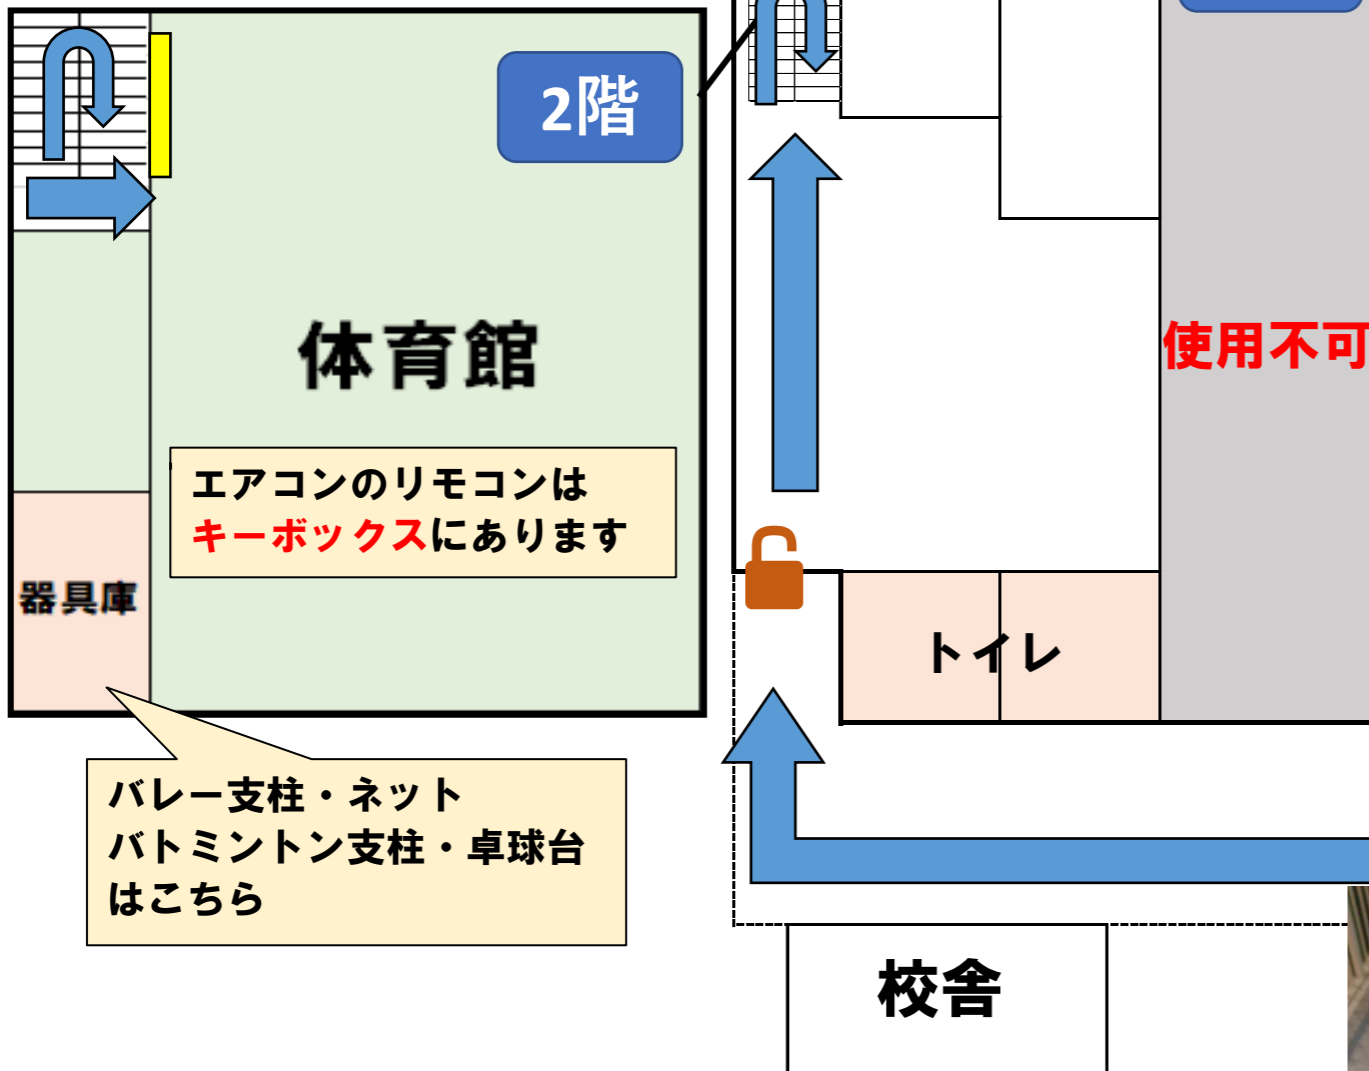 2階
体育館
エアコンのリモコンは
キーボックスにあります
器具庫
バレー支柱・ネット
バトミントン支柱・卓球台
はこちら
使用不可
トイレ
校舎